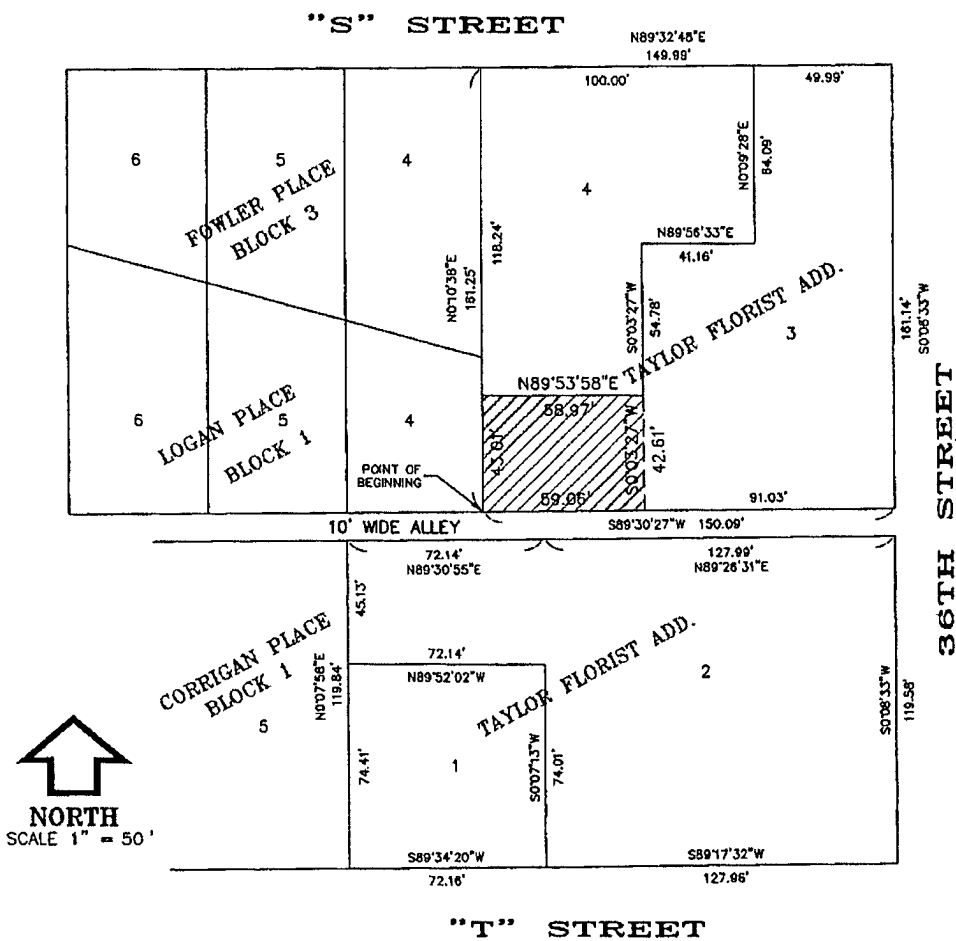 "S" STREET
N89°32'48"E
149.99'
100.00'
49.99'
6
5
4
4
FOWLER PLACE
BLOCK 3
N0°09'28"E
64.09'
N89°56'33"E
41.16'
N0°10'38"E
161.25'
118.24'
S0°03'27"W
54.78'
TAYLOR FLORIST ADD.
3
161.14'
S0°08'33"W
36TH STREET
N89°53'58"E
58.97'
6
5
4
LOGAN PLACE
BLOCK 1
43.01'
S0°03'27"W
42.61'
POINT OF
BEGINNING
59.06'
91.03'
10' WIDE ALLEY
S89°30'27"W 150.09'
72.14'
N89°30'55"E
127.99'
N89°26'31"E
45.13'
CORRIGAN PLACE
BLOCK 1
5
N0°07'58"E
119.84'
72.14'
N89°52'02"W
TAYLOR FLORIST ADD.
2
S0°08'33"W
119.58'
74.41'
1
S0°07'13"W
74.01'
NORTH
SCALE 1" = 50'
S89°34'20"W
72.16'
S89°17'32"W
127.96'
"T" STREET